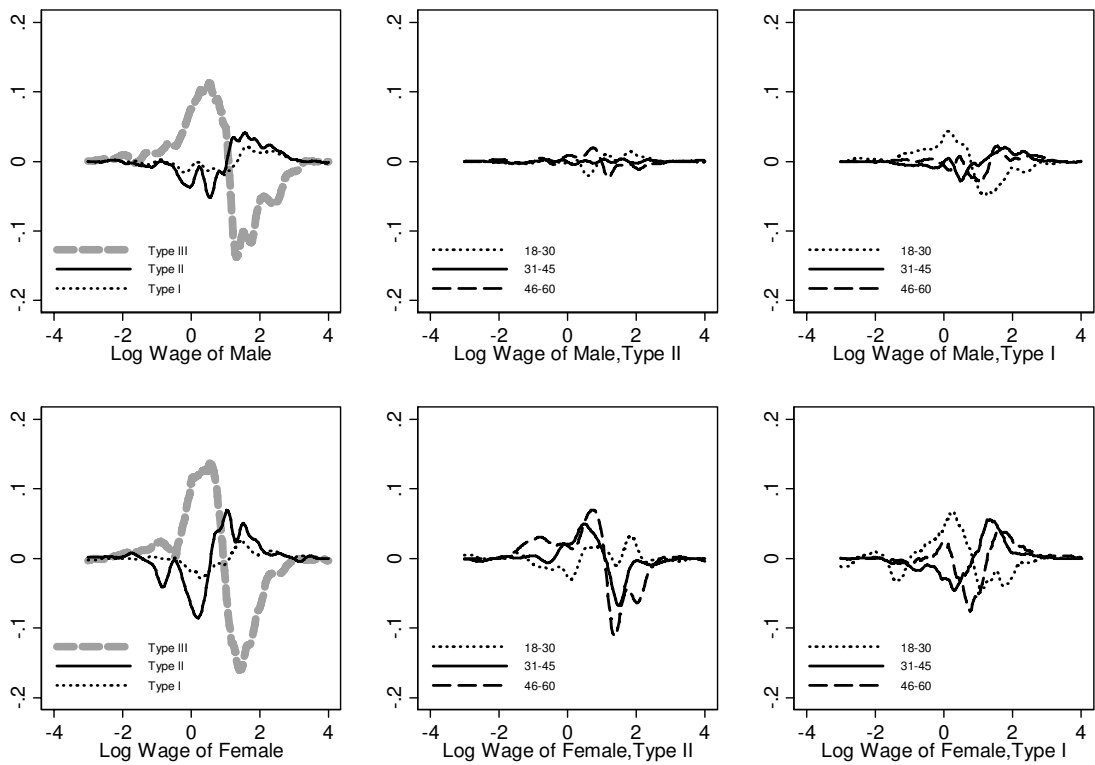 .2
.1
0
-.1
-.2
Type III
Type II
Type I
-4 -2 0 2 4
Log Wage of Male
.2
.1
0
-.1
-.2
18-30
31-45
46-60
-4 -2 0 2 4
Log Wage of Male,Type II
.2
.1
0
-.1
-.2
18-30
31-45
46-60
-4 -2 0 2 4
Log Wage of Male,Type I
.2
.1
0
-.1
-.2
Type III
Type II
Type I
-4 -2 0 2 4
Log Wage of Female
.2
.1
0
-.1
-.2
18-30
31-45
46-60
-4 -2 0 2 4
Log Wage of Female,Type II
.2
.1
0
-.1
-.2
18-30
31-45
46-60
-4 -2 0 2 4
Log Wage of Female,Type I